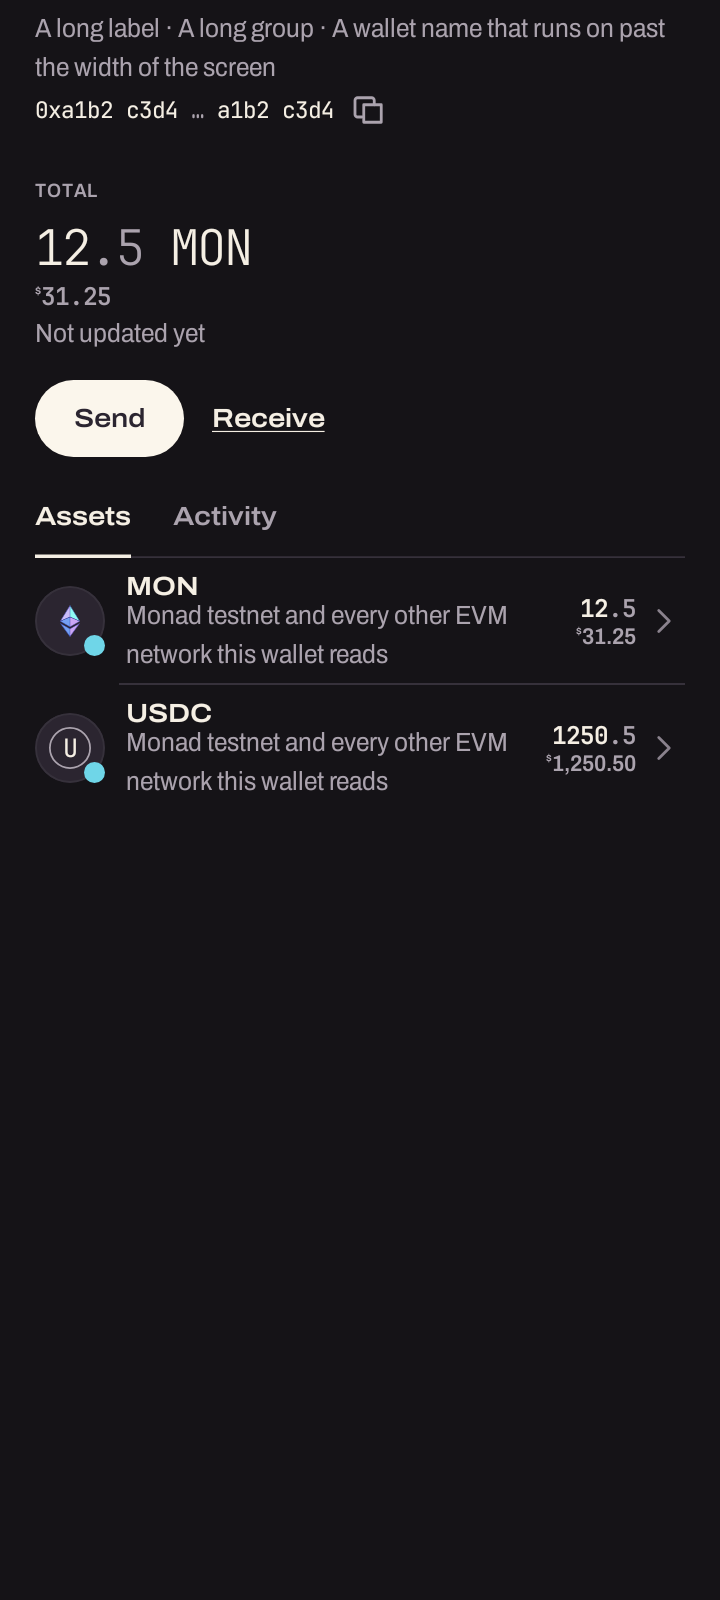 A long label · A long group · A wallet name that runs on past
the width of the screen
0xa1b2 c3d4 … a1b2 c3d4
TOTAL
12.5 MON
$31.25
Not updated yet
Send Receive
Assets Activity
MON
Monad testnet and every other EVM
network this wallet reads
12.5
$31.25
USDC
Monad testnet and every other EVM
network this wallet reads
1250.5
$1,250.50
U